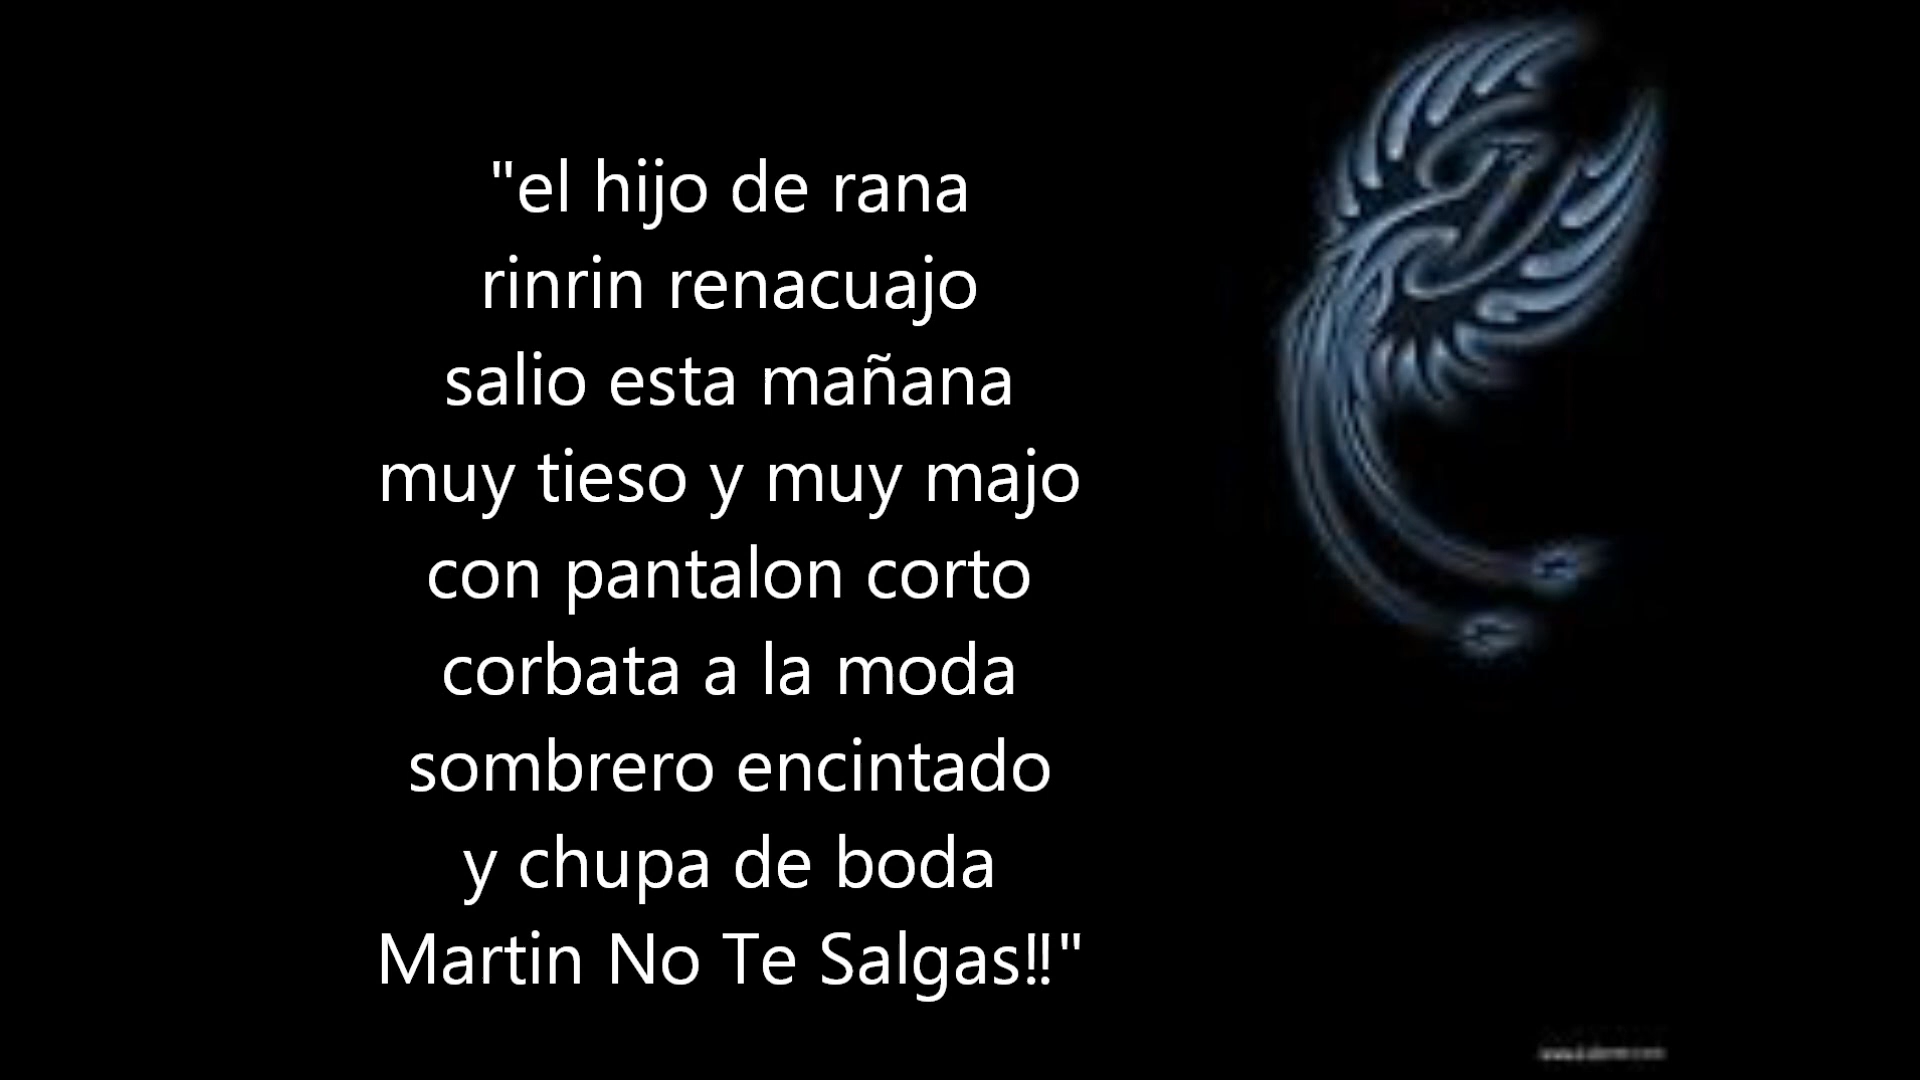 "el hijo de rana
rinrin renacuajo
salio esta mañana
muy tieso y muy majo
con pantalon corto
corbata a la moda
sombrero encintado
y chupa de boda
Martin No Te Salgas!!"